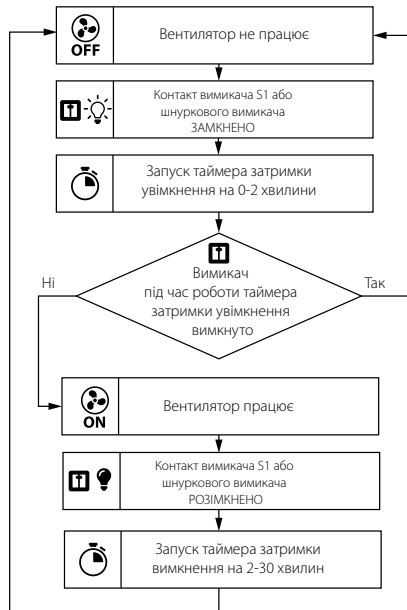 OFF
Вентилятор не працює
Контакт вимикача S1 або
шнуркового вимикача
ЗАМКНЕНО
Запуск таймера затримки
увімкнення на 0-2 хвилини
Ні
Так
Вимикач
під час роботи таймера
затримки увімкнення
вимкнуто
ON
Вентилятор працює
Контакт вимикача S1 або
шнуркового вимикача
РОЗІМКНЕНО
Запуск таймера затримки
вимкнення на 2-30 хвилин